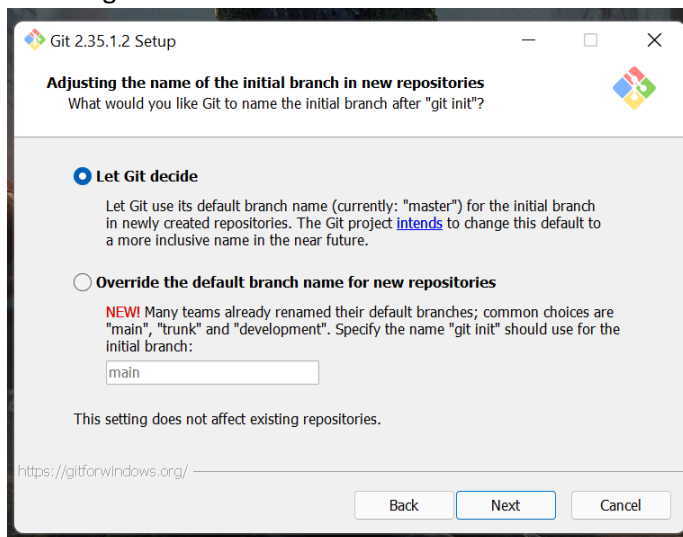 Git 2.35.1.2 Setup
Adjusting the name of the initial branch in new repositories
What would you like Git to name the initial branch after "git init"?
Let Git decide
Let Git use its default branch name (currently: "master") for the initial branch
in newly created repositories. The Git project intends to change this default to
a more inclusive name in the near future.
Override the default branch name for new repositories
NEW! Many teams already renamed their default branches; common choices are
"main", "trunk" and "development". Specify the name "git init" should use for the
initial branch:
main
This setting does not affect existing repositories.
https://gitforwindows.org/
Back Next Cancel